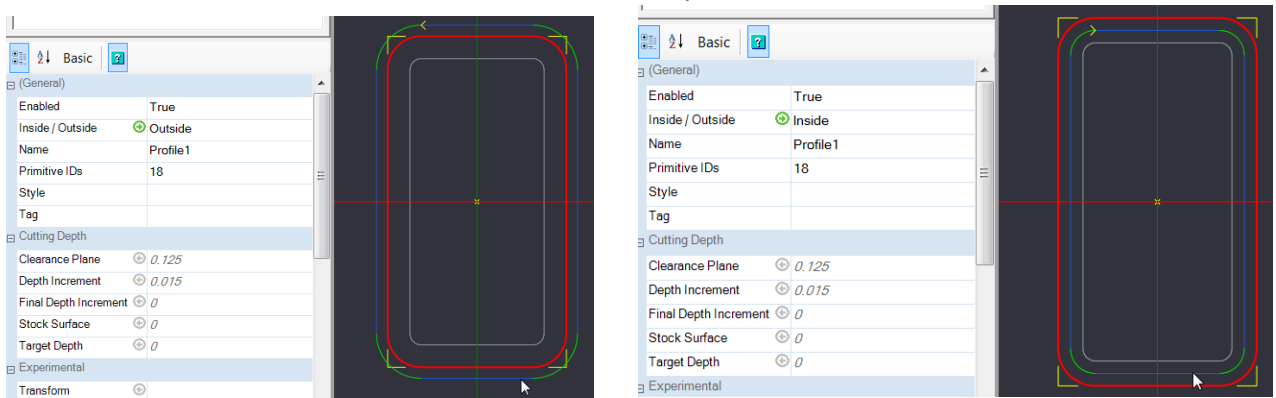 Basic
(General)
Enabled True
Inside / Outside Outside
Name Profile1
Primitive IDs 18
Style
Tag
Cutting Depth
Clearance Plane 0.125
Depth Increment 0.015
Final Depth Increment 0
Stock Surface 0
Target Depth 0
Experimental
Transform
Basic
(General)
Enabled True
Inside / Outside Inside
Name Profile1
Primitive IDs 18
Style
Tag
Cutting Depth
Clearance Plane 0.125
Depth Increment 0.015
Final Depth Increment 0
Stock Surface 0
Target Depth 0
Experimental